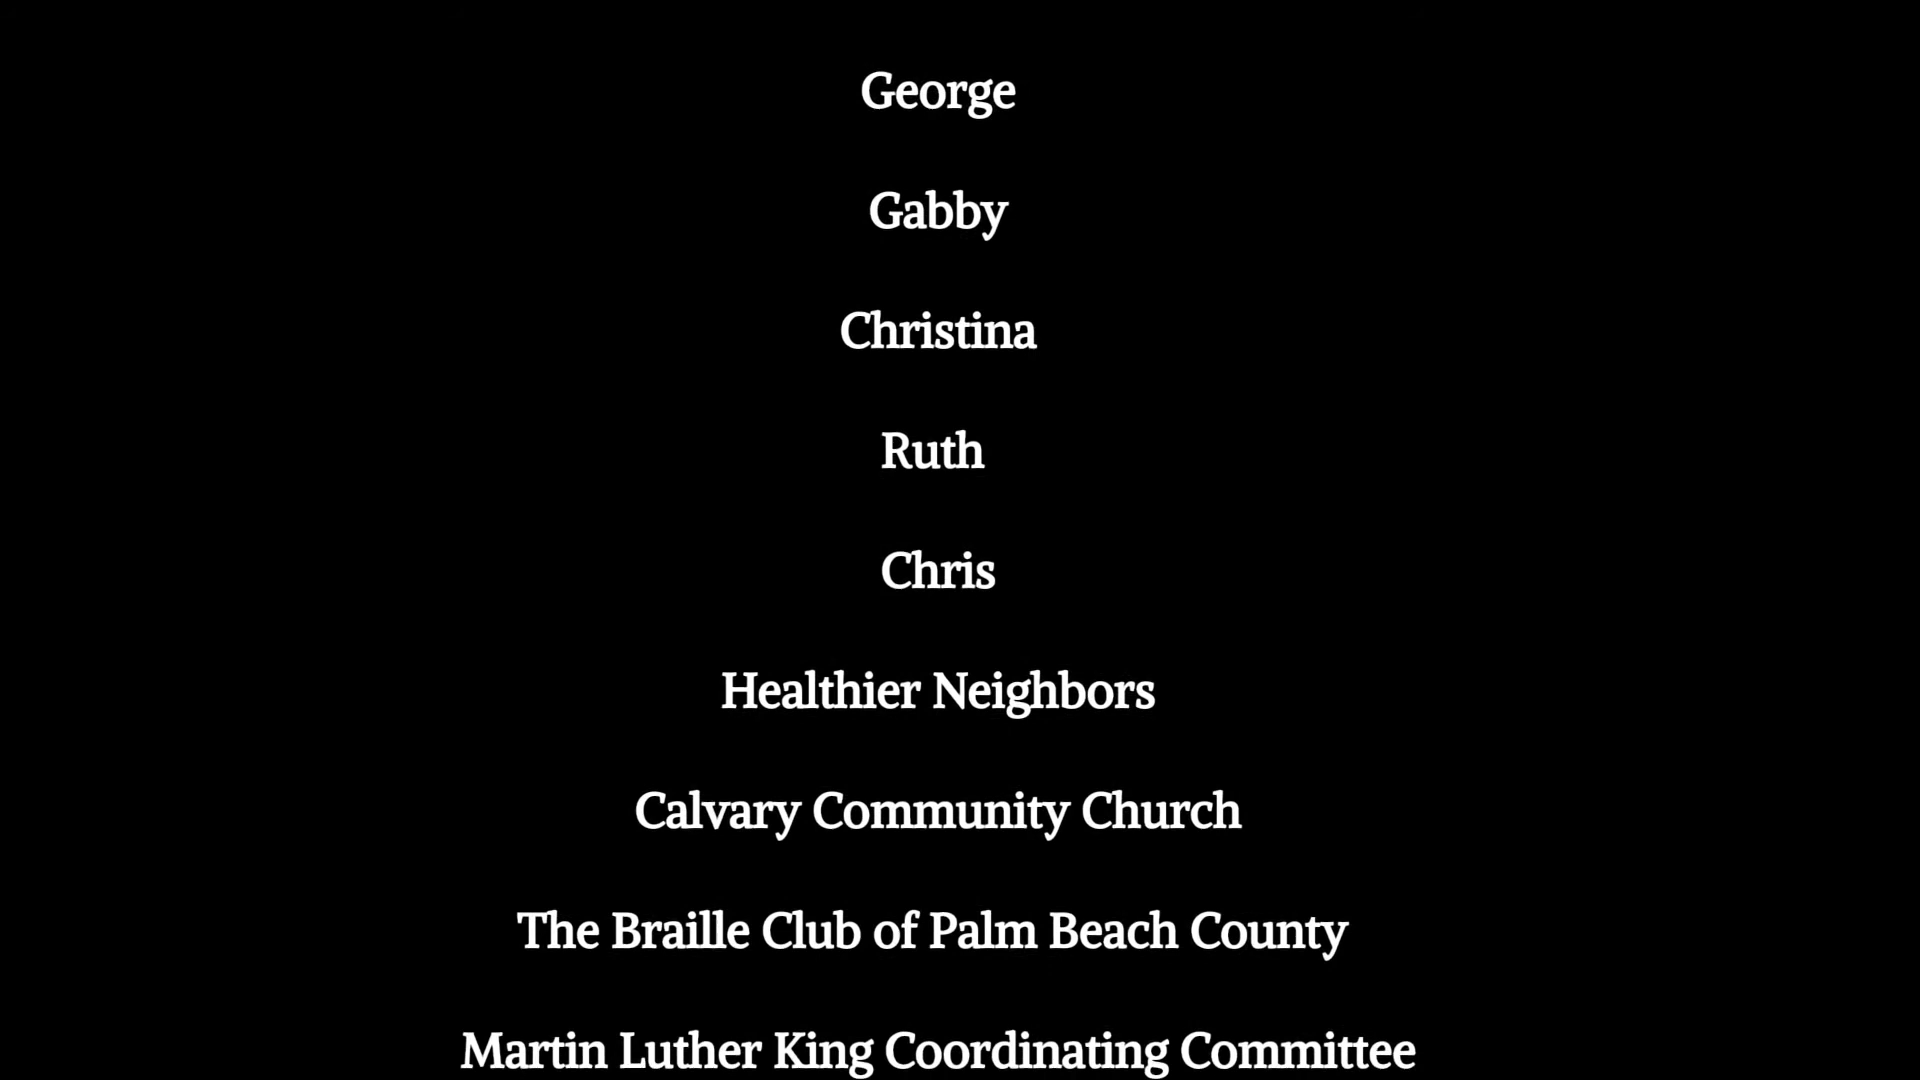 George
Gabby
Christina
Ruth
Chris
Healthier Neighbors
Calvary Community Church
The Braille Club of Palm Beach County
Martin Luther King Coordinating Committee